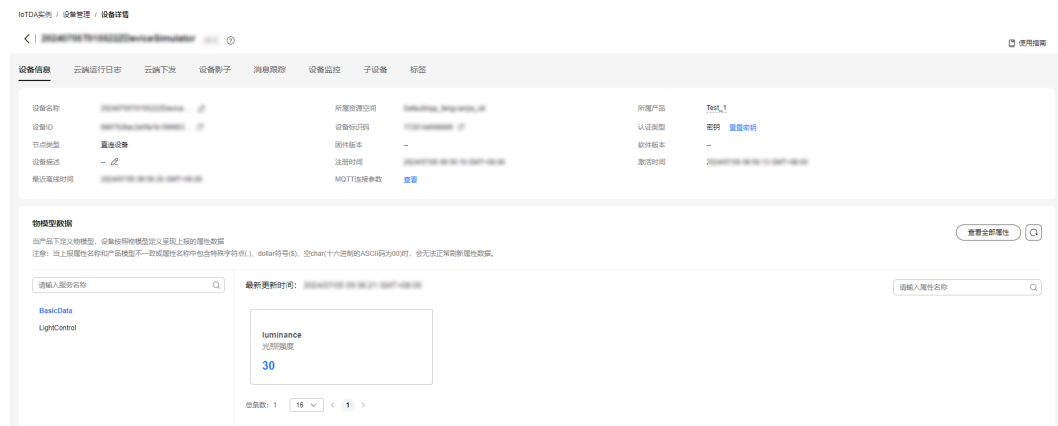 IoTDA实例 / 设备管理 / 设备详情
使用指南
设备信息 云端运行日志 云端下发 设备影子 消息跟踪 设备监控 子设备 标签
设备名称 所属资源空间 所属产品 Test_1
设备ID 设备标识码 认证类型 密钥 重置密钥
节点类型 直连设备 固件版本 -- 软件版本 --
设备描述 -- 注册时间 激活时间
最近离线时间 MQTT连接参数 查看
物模型数据
当产品下定义物模型，设备按照物模型定义呈现上报的属性数据
注意：当上报属性名称和产品模型不一致或属性名称中包含特殊字符点(.)、dollar符号($)、空char(十六进制的ASCII码为00)时，会无法正常刷新属性数据。
查看全部属性
请输入服务名称 最新更新时间: 请输入属性名称
BasicData
LightControl
luminance
光照强度
30
总条数: 1 16 < 1 >